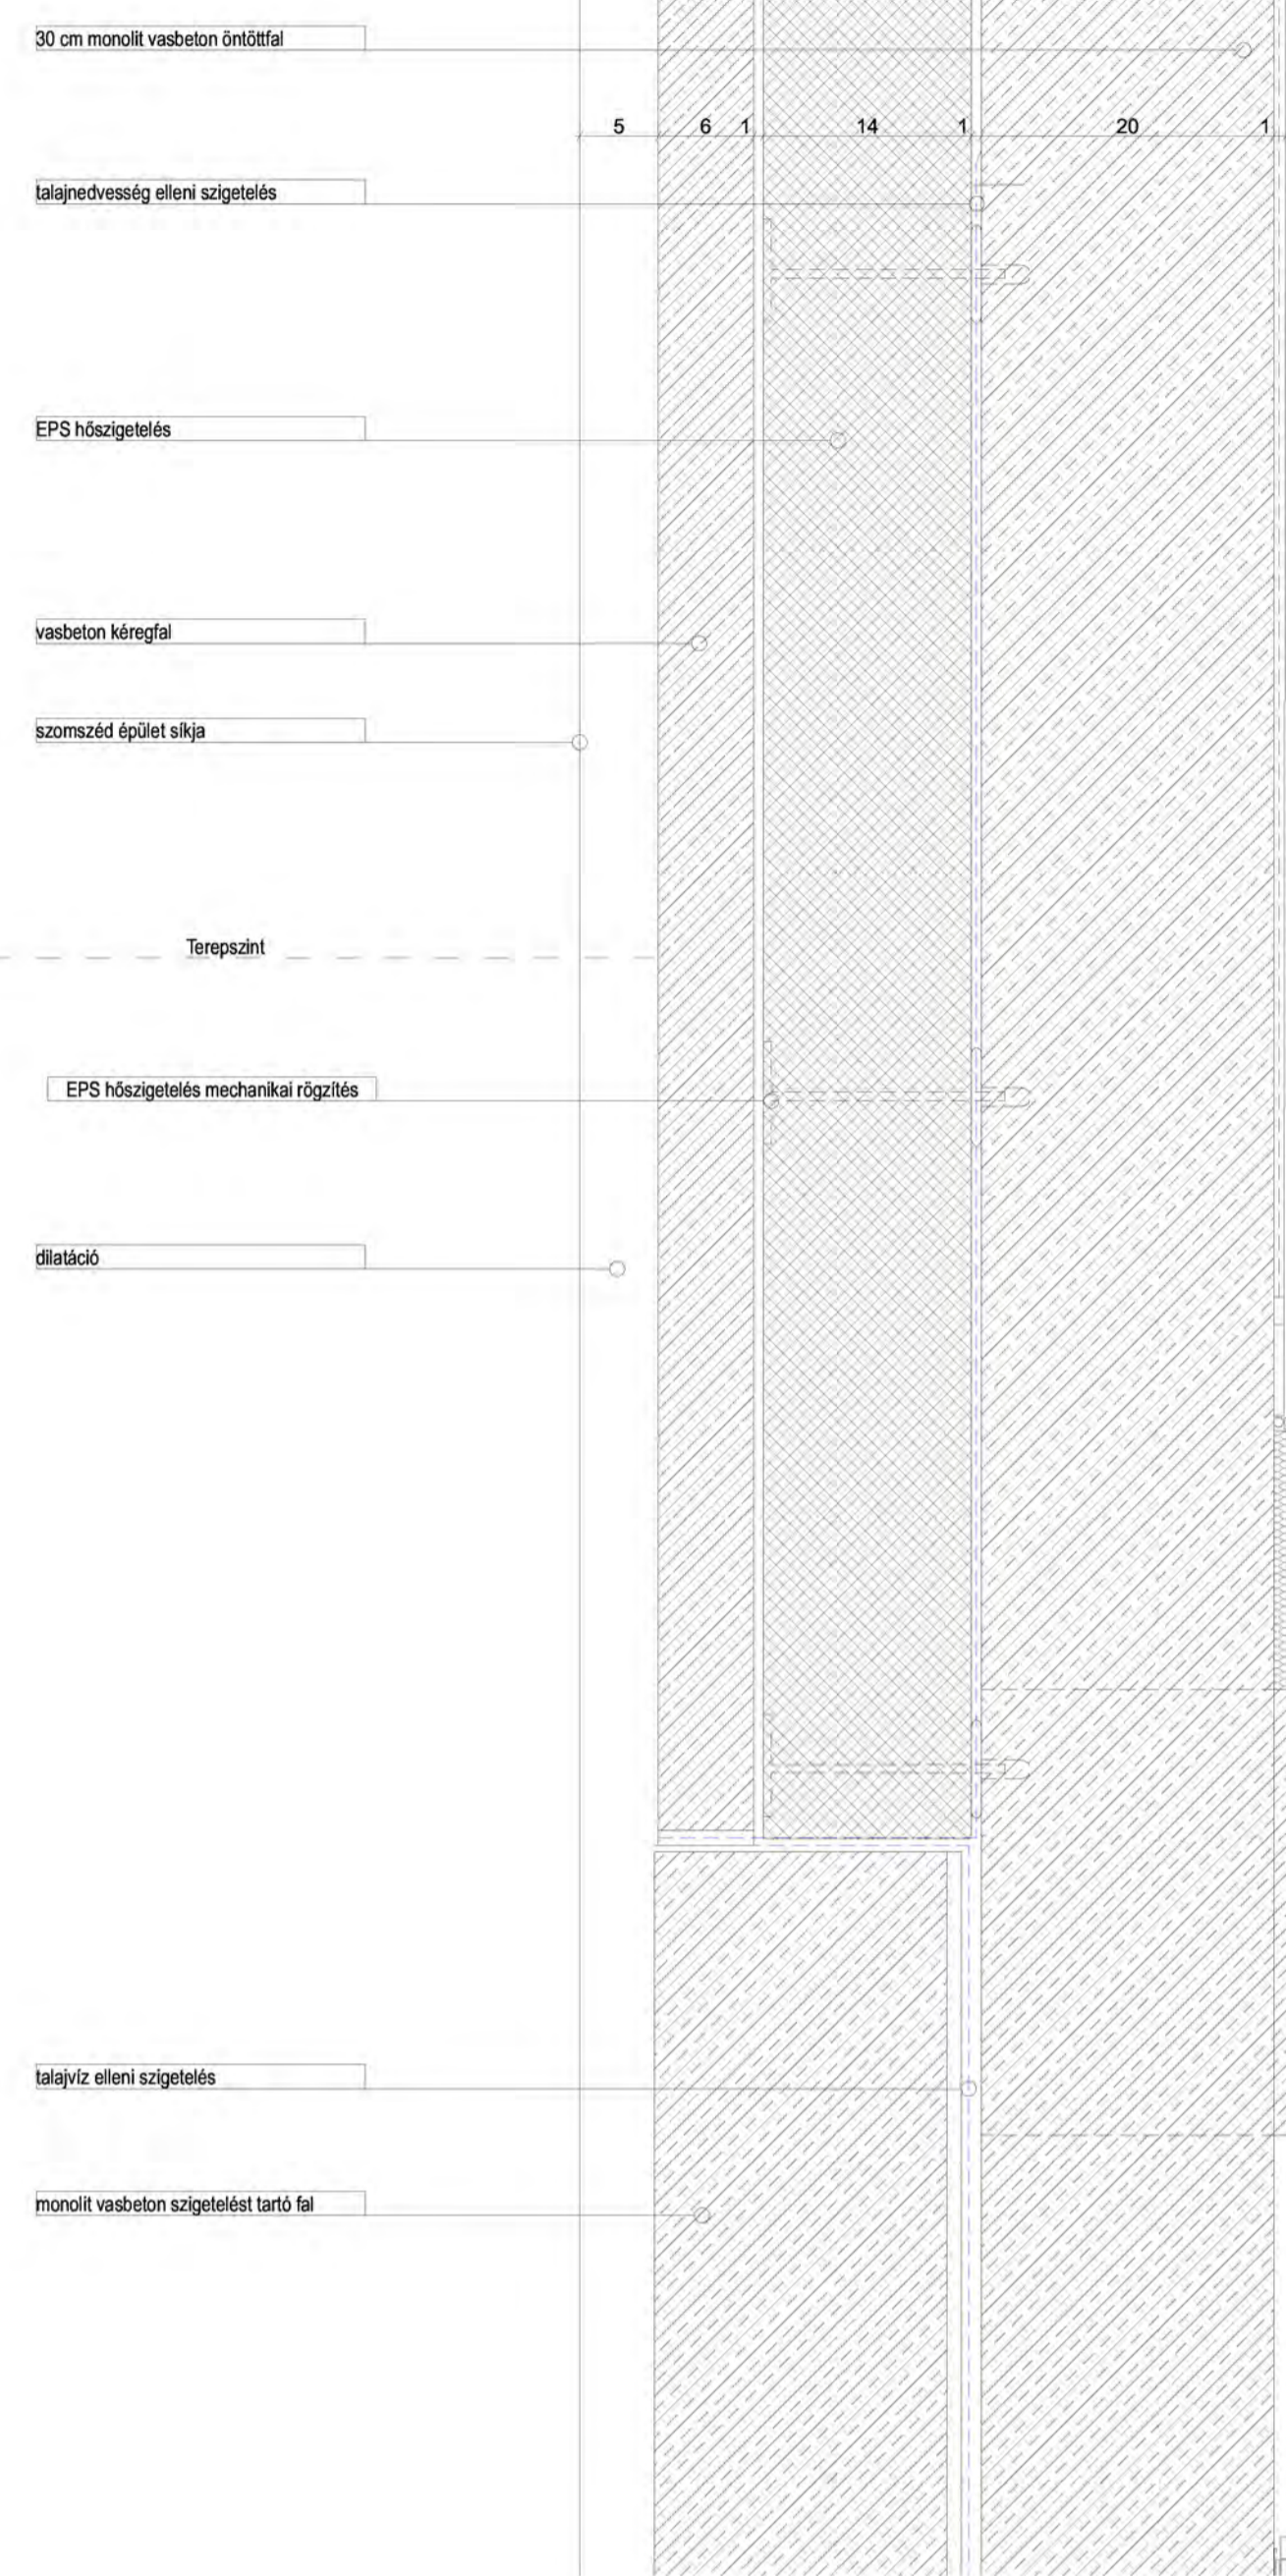 30 cm monolit vasbeton öntöttfal
5 6 1 14 1 20 1
talajnedvesség elleni szigetelés
EPS hőszigetelés
vasbeton kéregfal
szomszéd épület síkja
Terepszint
EPS hőszigetelés mechanikai rögzítés
dilatáció
talajvíz elleni szigetelés
monolit vasbeton szigetelést tartó fal